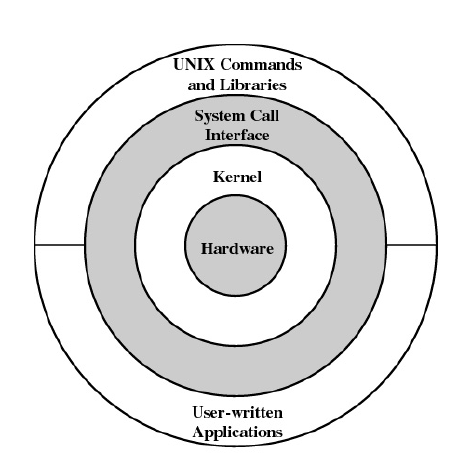 UNIX Commands
and Libraries
System Call
Interface
Kernel
Hardware
User-written
Applications